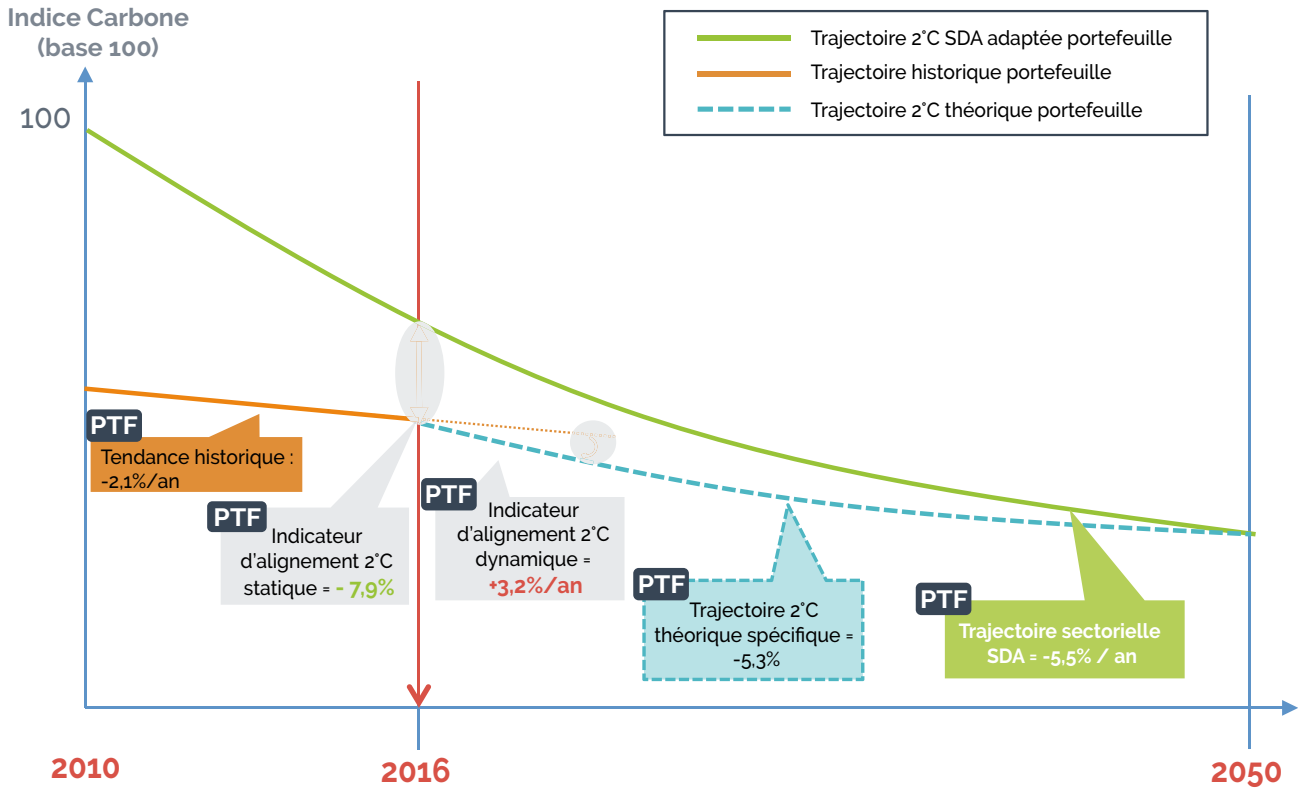 Indice Carbone
(base 100)
100
Trajectoire 2°C SDA adaptée portefeuille
Trajectoire historique portefeuille
Trajectoire 2°C théorique portefeuille
PTF
Tendance historique :
-2,1%/an
PTF
Indicateur
d'alignement 2°C
statique = - 7,9%
PTF
Indicateur
d'alignement 2°C
dynamique =
+3,2%/an
PTF
Trajectoire 2°C
théorique spécifique =
-5,3%
PTF
Trajectoire sectorielle
SDA = -5,5% / an
2010
2016
2050